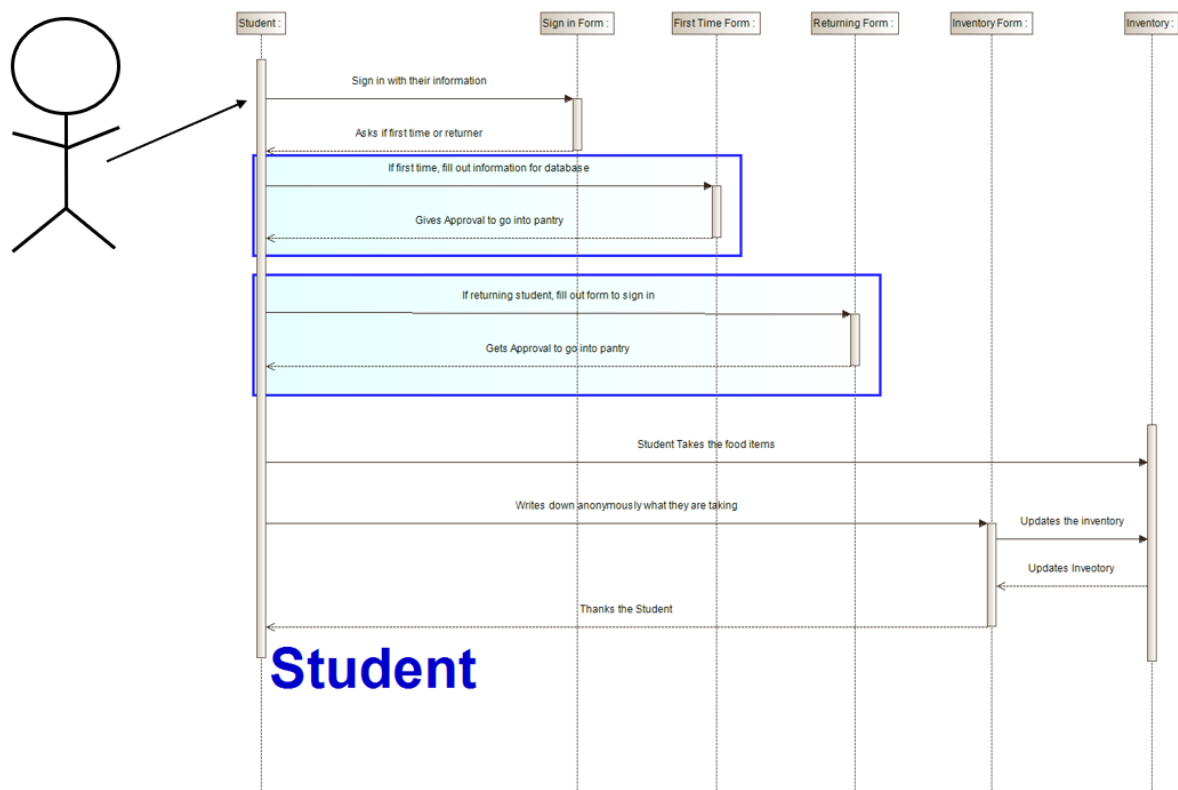 Student :
Sign in Form :
First Time Form :
Returning Form :
Inventory Form :
Inventory :
Sign in with their information
Asks if first time or returner
If first time, fill out information for database
Gives Approval to go into pantry
If returning student, fill out form to sign in
Gets Approval to go into pantry
Student Takes the food items
Writes down anonymously what they are taking
Updates the inventory
Updates Inveotory
Thanks the Student
Student